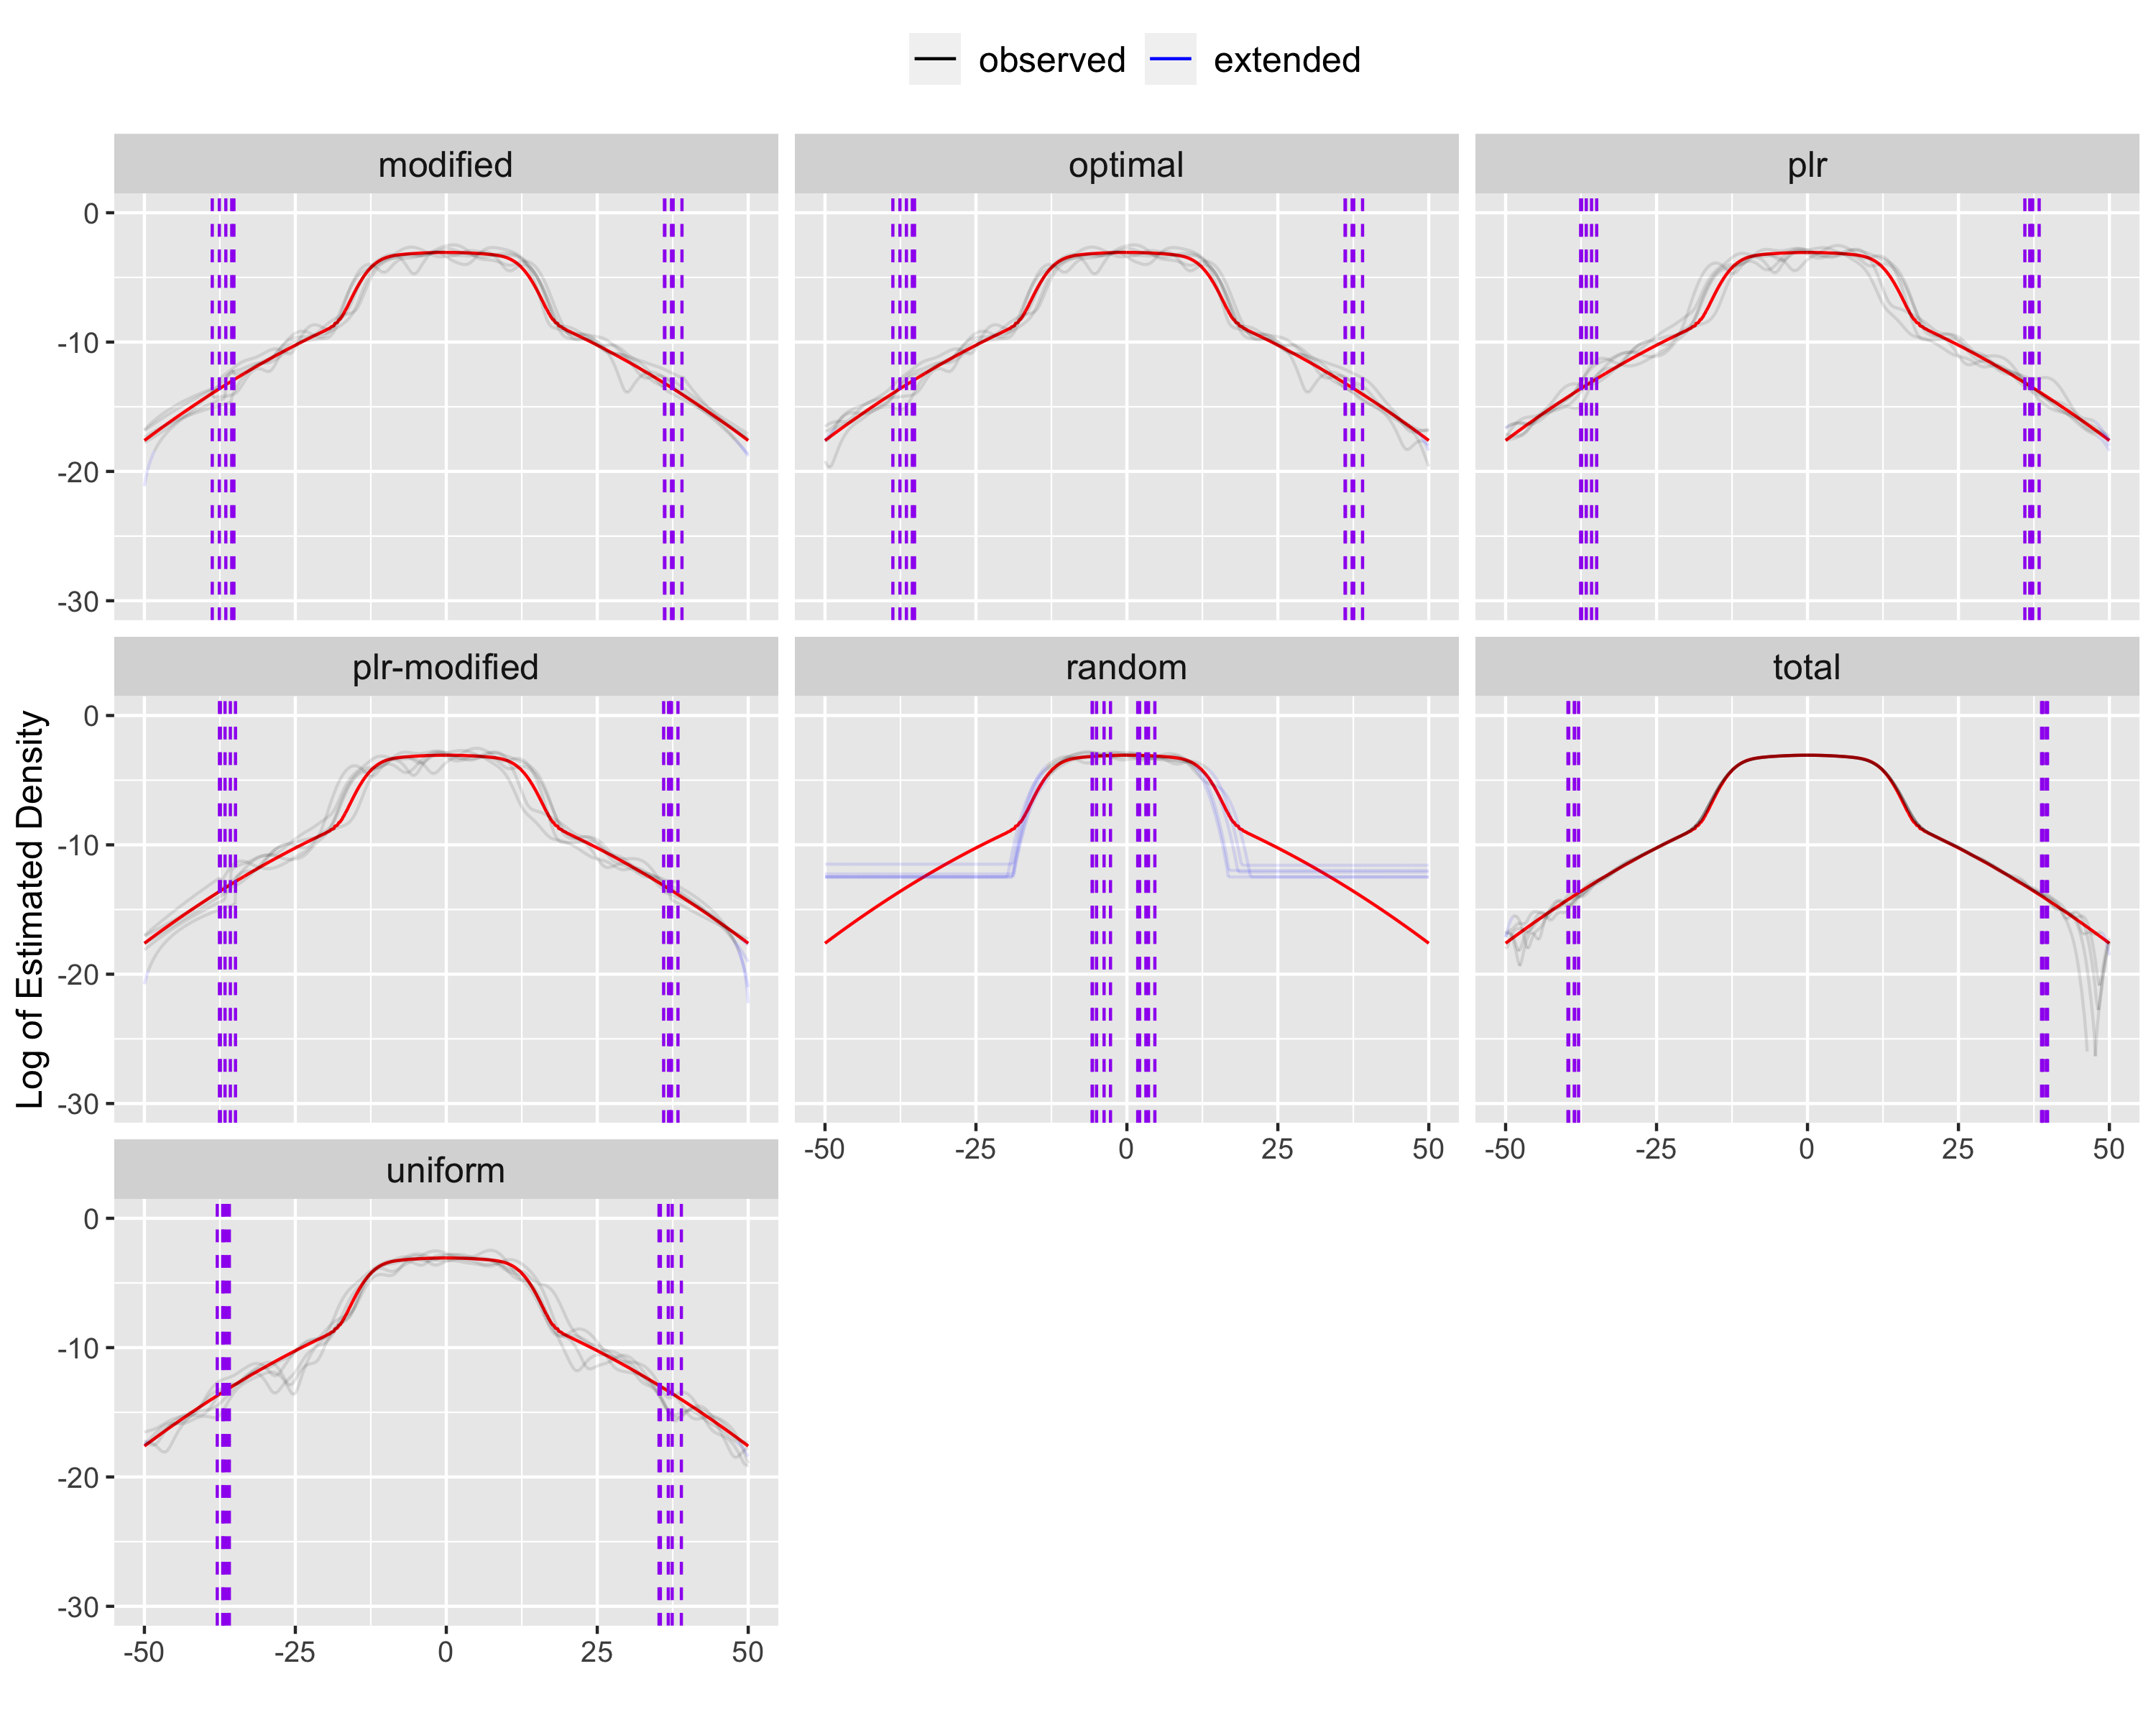 observed extended
modified optimal plr
0
-10
-20
-30
plr-modified random total
Log of Estimated Density
0
-10
-20
-30
-50 -25 0 25 50 -50 -25 0 25 50
uniform
0
-10
-20
-30
-50 -25 0 25 50